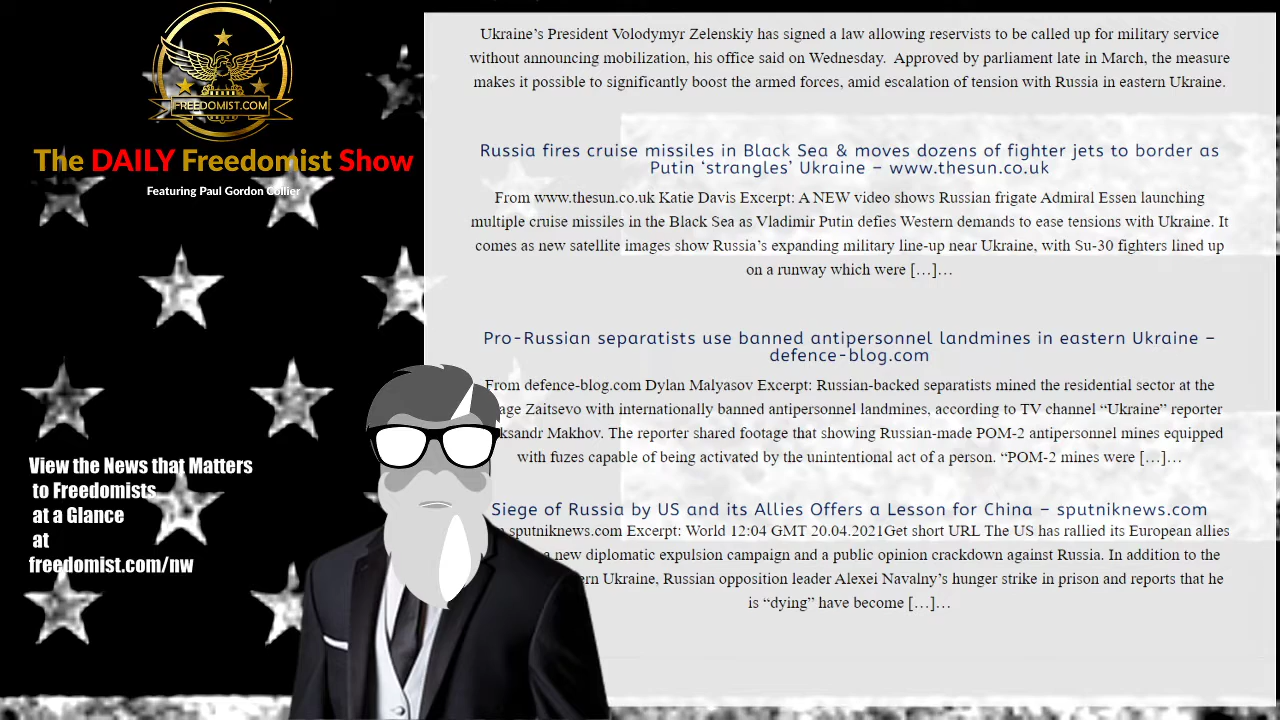 FREEDOMIST.COM
The DAILY Freedomist Show
Featuring Paul Gordon Collier
View the News that Matters
to Freedomists
at a Glance
at
freedomist.com/nw
Ukraine’s President Volodymyr Zelenskiy has signed a law allowing reservists to be called up for military service
without announcing mobilization, his office said on Wednesday. Approved by parliament late in March, the measure
makes it possible to significantly boost the armed forces, amid escalation of tension with Russia in eastern Ukraine.
Russia fires cruise missiles in Black Sea & moves dozens of fighter jets to border as
Putin ‘strangles’ Ukraine – www.thesun.co.uk
From www.thesun.co.uk Katie Davis Excerpt: A NEW video shows Russian frigate Admiral Essen launching
multiple cruise missiles in the Black Sea as Vladimir Putin defies Western demands to ease tensions with Ukraine. It
comes as new satellite images show Russia’s expanding military line-up near Ukraine, with Su-30 fighters lined up
on a runway which were […]…
Pro-Russian separatists use banned antipersonnel landmines in eastern Ukraine –
defence-blog.com
From defence-blog.com Dylan Malyasov Excerpt: Russian-backed separatists mined the residential sector at the
Zaitsevo with internationally banned antipersonnel landmines, according to TV channel “Ukraine” reporter
Makhov. The reporter shared footage that showing Russian-made POM-2 antipersonnel mines equipped
with fuzes capable of being activated by the unintentional act of a person. “POM-2 mines were […]…
Siege of Russia by US and its Allies Offers a Lesson for China – sputniknews.com
sputniknews.com Excerpt: World 12:04 GMT 20.04.2021Get short URL The US has rallied its European allies
new diplomatic expulsion campaign and a public opinion crackdown against Russia. In addition to the
Ukraine, Russian opposition leader Alexei Navalny’s hunger strike in prison and reports that he
is “dying” have become […]…